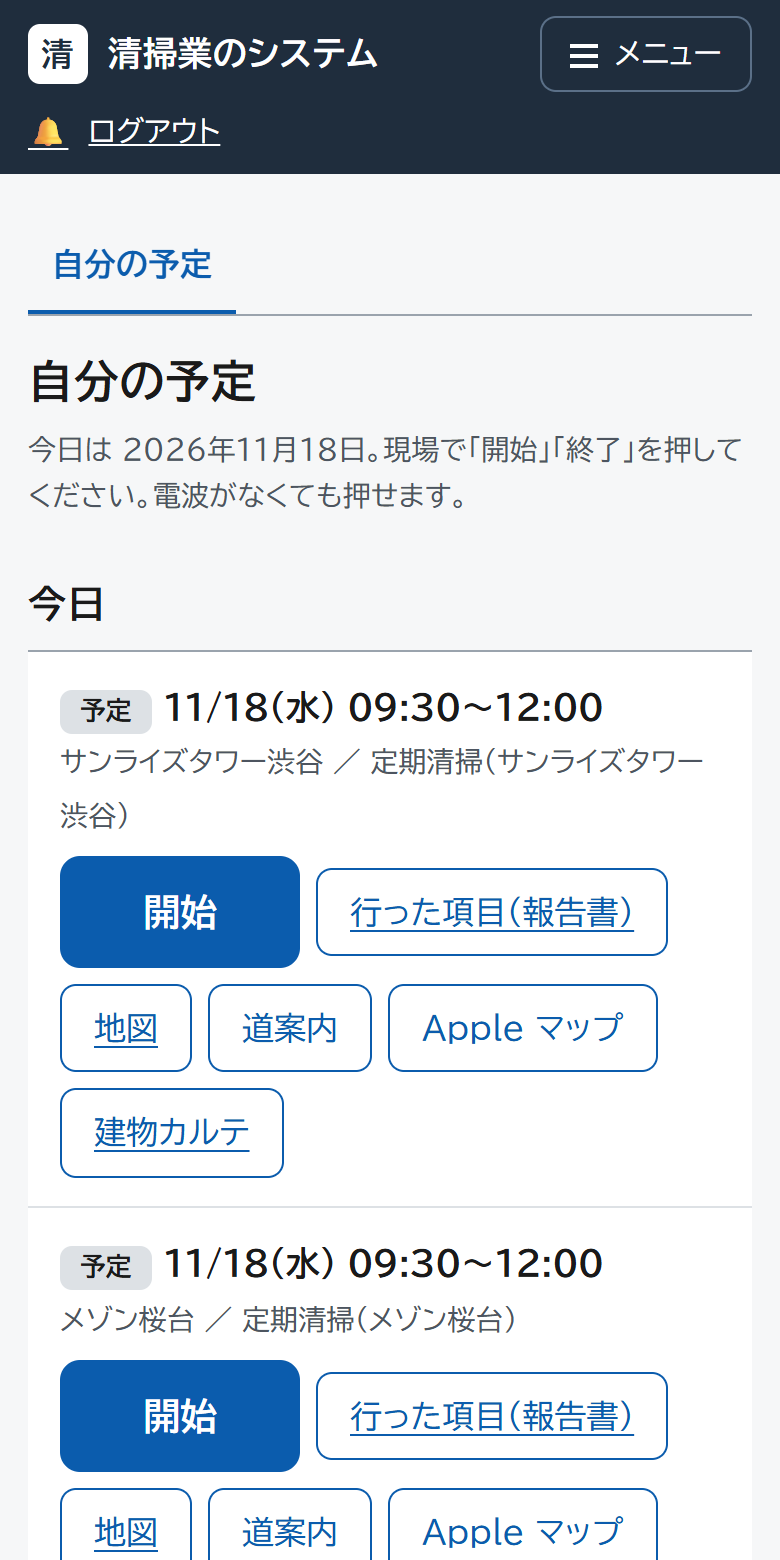 清 清掃業のシステム メニュー
🔔 ログアウト
自分の予定
自分の予定
今日は 2026年11月18日。現場で「開始」「終了」を押して
ください。電波がなくても押せます。
今日
予定 11/18(水) 09:30〜12:00
サンライズタワー渋谷 ／ 定期清掃(サンライズタワー
渋谷)
開始 行った項目(報告書)
地図 道案内 Apple マップ
建物カルテ
予定 11/18(水) 09:30〜12:00
メゾン桜台 ／ 定期清掃(メゾン桜台)
開始 行った項目(報告書)
地図 道案内 Apple マップ